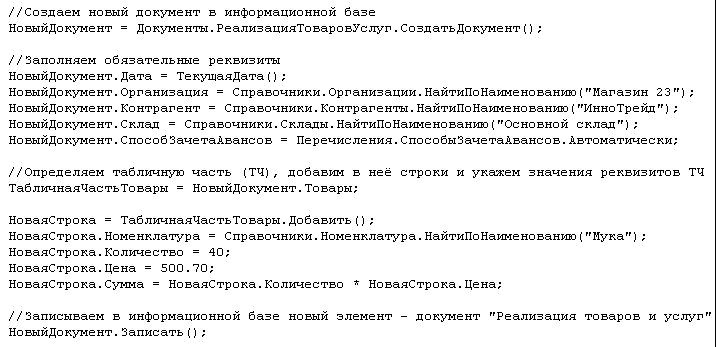 //Создаем новый документ в информационной базе
НовыйДокумент = Документы.РеализацияТоваровУслуг.СоздатьДокумент();
//Заполняем обязательные реквизиты
НовыйДокумент.Дата = ТекущаяДата();
НовыйДокумент.Организация = Справочники.Организации.НайтиПоНаименованию("Магазин 23");
НовыйДокумент.Контрагент = Справочники.Контрагенты.НайтиПоНаименованию("ИнноТрейд");
НовыйДокумент.Склад = Справочники.Склады.НайтиПоНаименованию("Основной склад");
НовыйДокумент.СпособЗачетаАвансов = Перечисления.СпособыЗачетаАвансов.Автоматически;
//Определяем табличную часть (ТЧ), добавим в неё строки и укажем значения реквизитов ТЧ
ТабличнаяЧастьТовары = НовыйДокумент.Товары;
НоваяСтрока = ТабличнаяЧастьТовары.Добавить();
НоваяСтрока.Номенклатура = Справочники.Номенклатура.НайтиПоНаименованию("Мука");
НоваяСтрока.Количество = 40;
НоваяСтрока.Цена = 500.70;
НоваяСтрока.Сумма = НоваяСтрока.Количество * НоваяСтрока.Цена;
//Записываем в информационной базе новый элемент - документ "Реализация товаров и услуг"
НовыйДокумент.Записать();